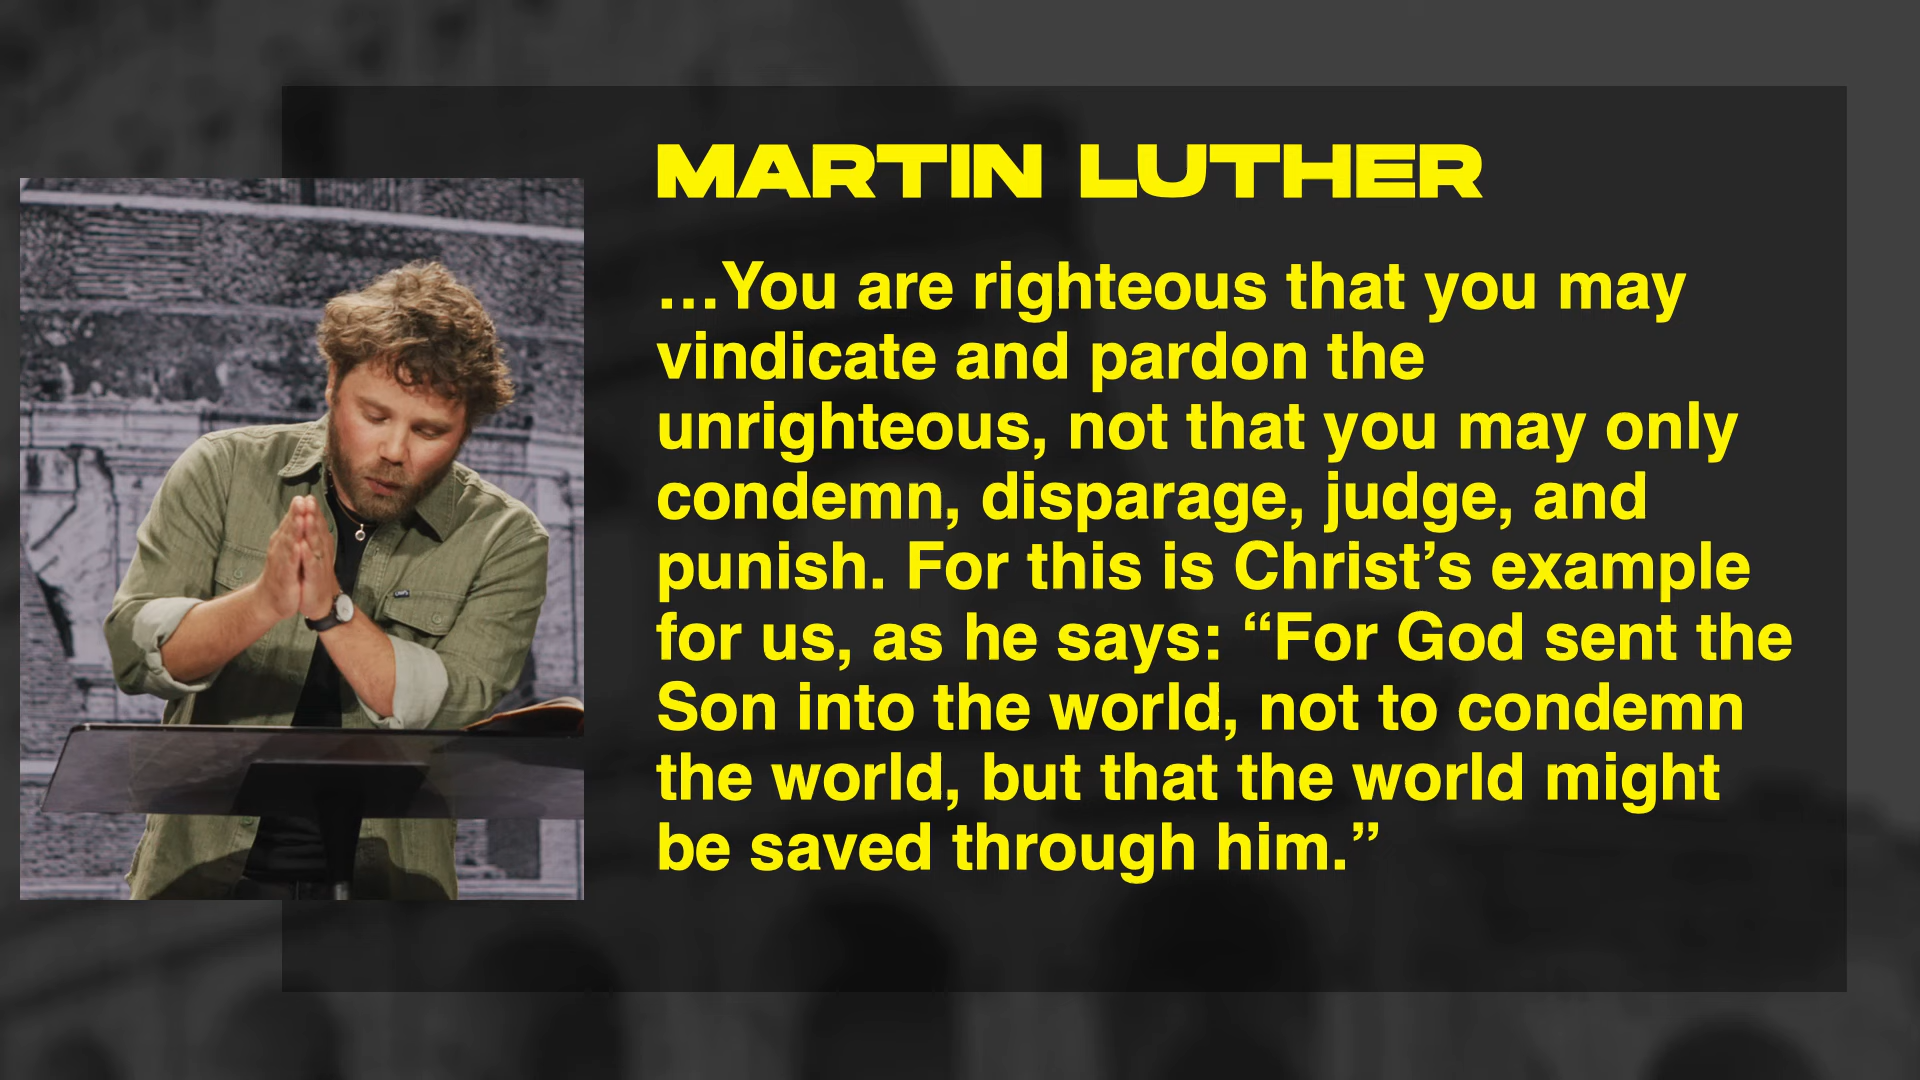 MARTIN LUTHER
…You are righteous that you may
vindicate and pardon the
unrighteous, not that you may only
condemn, disparage, judge, and
punish. For this is Christ’s example
for us, as he says: “For God sent the
Son into the world, not to condemn
the world, but that the world might
be saved through him.”